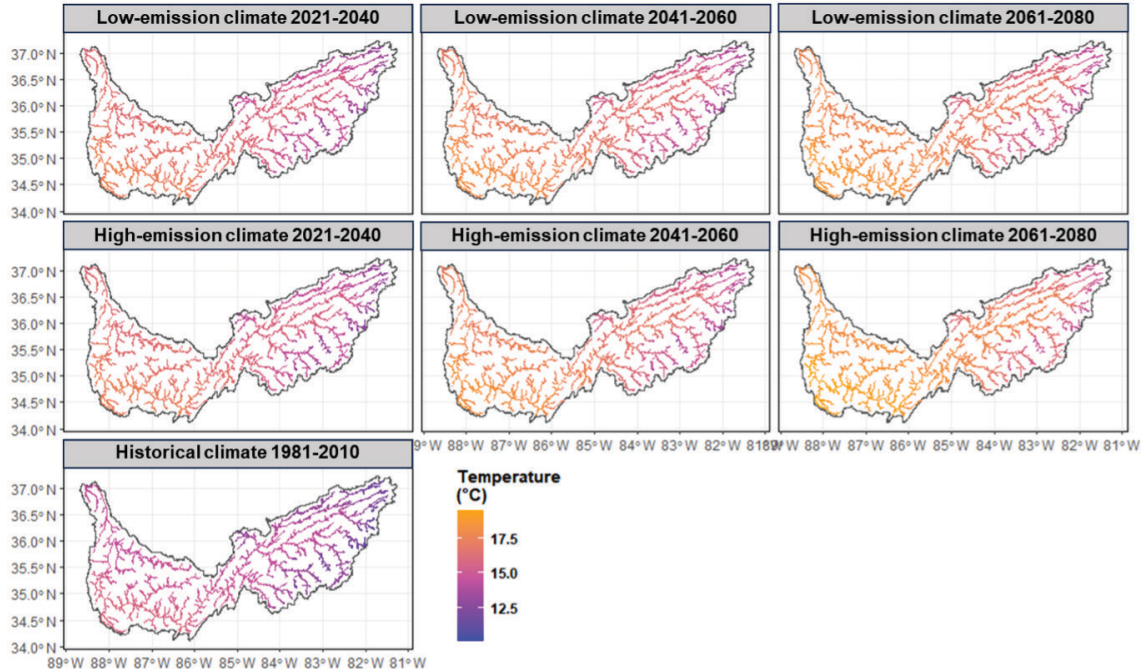 Low-emission climate 2021-2040
Low-emission climate 2041-2060
Low-emission climate 2061-2080
37.0° N
36.5° N
36.0° N
35.5° N
35.0° N
34.5° N
34.0° N
High-emission climate 2021-2040
High-emission climate 2041-2060
High-emission climate 2061-2080
37.0° N
36.5° N
36.0° N
35.5° N
35.0° N
34.5° N
34.0° N
88° W 87° W 86° W 85° W 84° W 83° W 82° W
88° W 87° W 86° W 85° W 84° W 83° W 82° W 81° W
Historical climate 1981-2010
37.0° N
36.5° N
36.0° N
35.5° N
35.0° N
34.5° N
34.0° N
89° W 88° W 87° W 86° W 85° W 84° W 83° W 82° W 81° W
Temperature
(°C)
17.5
15.0
12.5